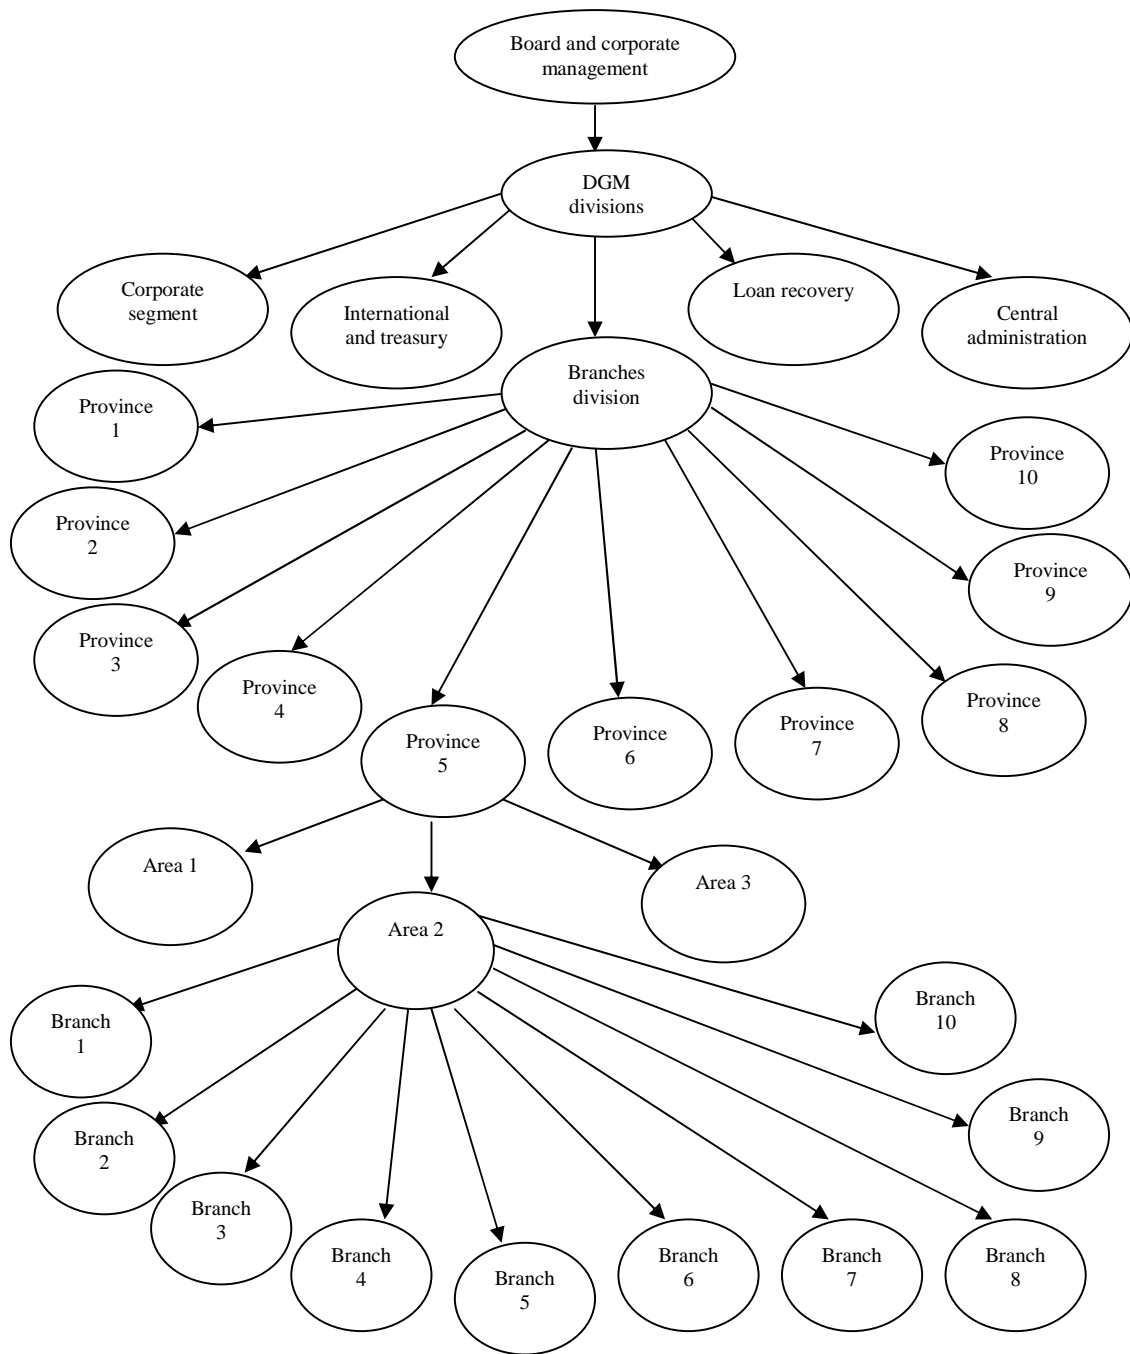 Board and corporate
management
DGM
divisions
Corporate
segment
International
and treasury
Loan recovery
Central
administration
Branches
division
Province
1
Province
2
Province
3
Province
4
Province
5
Province
6
Province
7
Province
8
Province
9
Province
10
Area 1
Area 2
Area 3
Branch
1
Branch
2
Branch
3
Branch
4
Branch
5
Branch
6
Branch
7
Branch
8
Branch
9
Branch
10